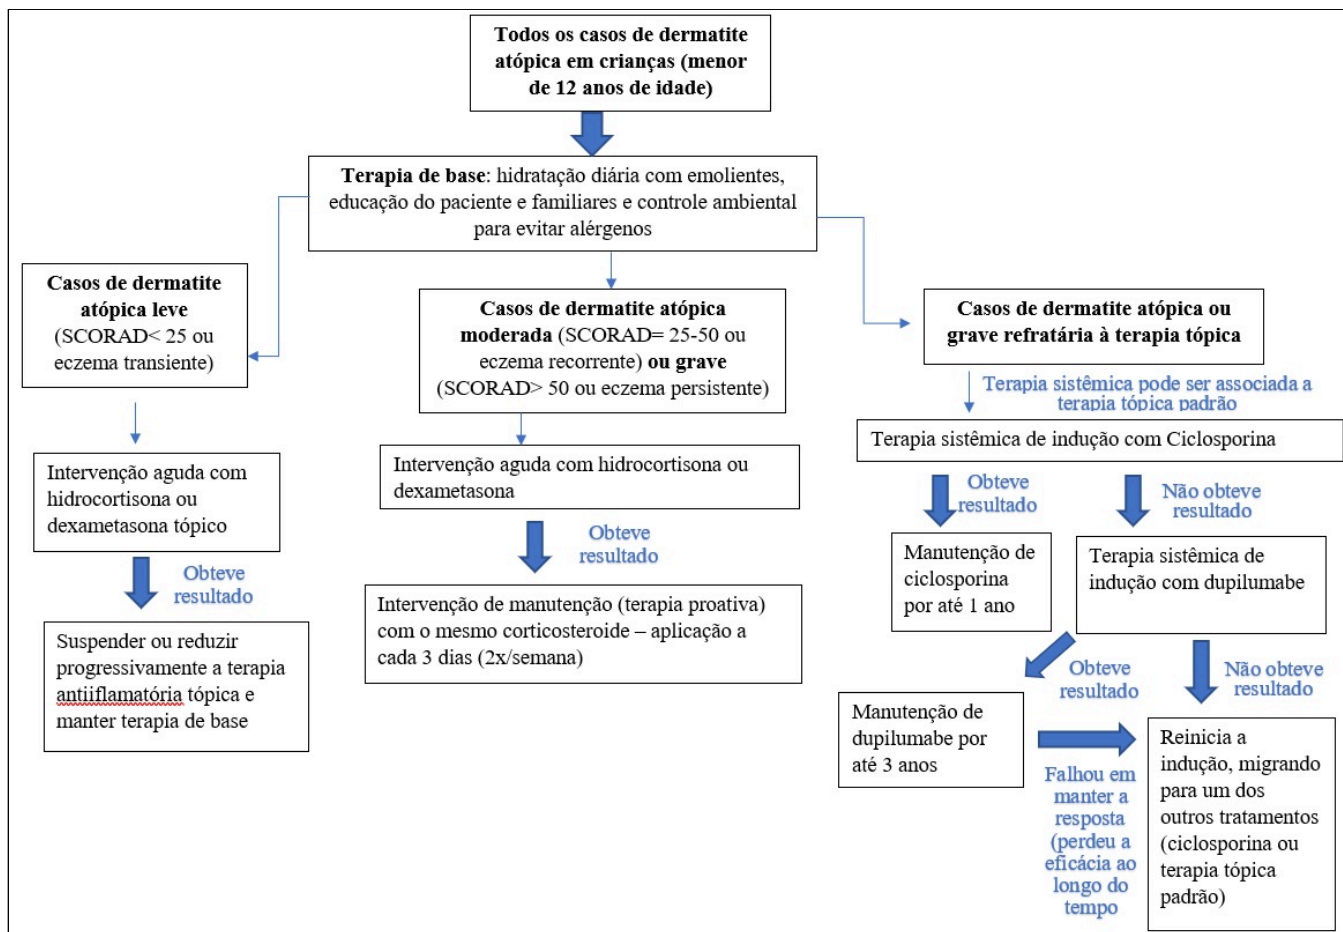 Todos os casos de dermatite
atópica em crianças (menor
de 12 anos de idade)
Terapia de base: hidratação diária com emolientes,
educação do paciente e familiares e controle ambiental
para evitar alérgenos
Casos de dermatite
atópica leve
(SCORAD< 25 ou
eczema transiente)
Intervenção aguda com
hidrocortisona ou
dexametasona tópico
Obteve
resultado
Suspender ou reduzir
progressivamente a terapia
antiiflamatória tópica e
manter terapia de base
Casos de dermatite atópica
moderada (SCORAD= 25-50 ou
eczema recorrente) ou grave
(SCORAD> 50 ou eczema persistente)
Intervenção aguda com hidrocortisona ou
dexametasona
Obteve
resultado
Intervenção de manutenção (terapia proativa)
com o mesmo corticosteroide – aplicação a
cada 3 dias (2x/semana)
Casos de dermatite atópica ou
grave refratária à terapia tópica
Terapia sistêmica pode ser associada a
terapia tópica padrão
Terapia sistêmica de indução com Ciclosporina
Obteve
resultado
Não obteve
resultado
Manutenção de
ciclosporina
por até 1 ano
Terapia sistêmica de
indução com dupilumabe
Obteve
resultado
Não obteve
resultado
Manutenção de
dupilumabe por
até 3 anos
Falhou em
manter a
resposta
(perdeu a
eficácia ao
longo do
tempo
Reinicia a
indução, migrando
para um dos
outros tratamentos
(ciclosporina ou
terapia tópica
padrão)